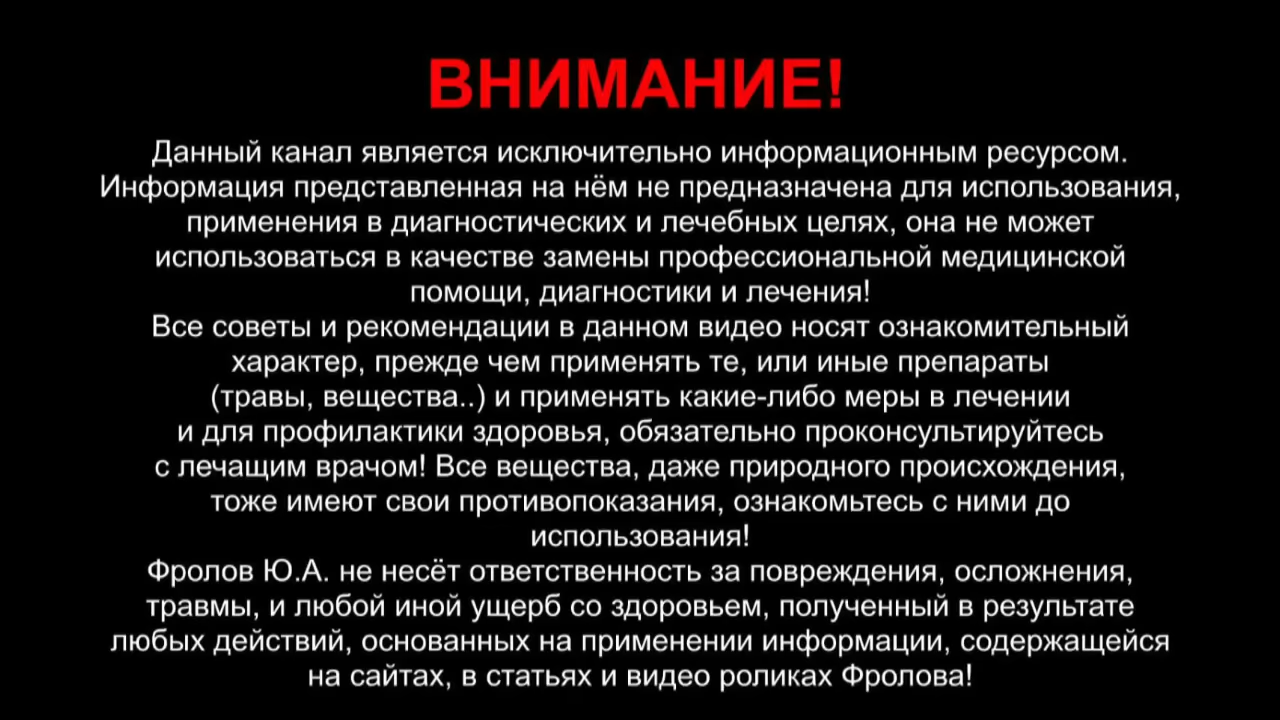 ВНИМАНИЕ!
Данный канал является исключительно информационным ресурсом.
Информация представленная на нём не предназначена для использования,
применения в диагностических и лечебных целях, она не может
использоваться в качестве замены профессиональной медицинской
помощи, диагностики и лечения!
Все советы и рекомендации в данном видео носят ознакомительный
характер, прежде чем применять те, или иные препараты
(травы, вещества..) и применять какие-либо меры в лечении
и для профилактики здоровья, обязательно проконсультируйтесь
с лечащим врачом! Все вещества, даже природного происхождения,
тоже имеют свои противопоказания, ознакомьтесь с ними до
использования!
Фролов Ю.А. не несёт ответственность за повреждения, осложнения,
травмы, и любой иной ущерб со здоровьем, полученный в результате
любых действий, основанных на применении информации, содержащейся
на сайтах, в статьях и видео роликах Фролова!